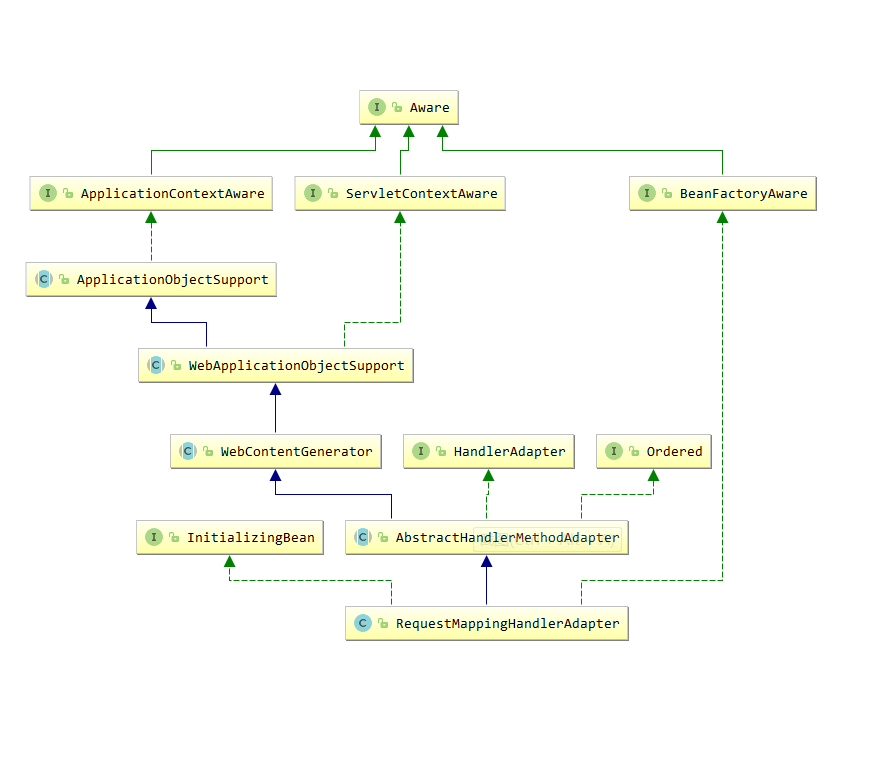 I Aware
I ApplicationContextAware
I ServletContextAware
I BeanFactoryAware
C ApplicationObjectSupport
C WebApplicationObjectSupport
C WebContentGenerator
I HandlerAdapter
I Ordered
I InitializingBean
C AbstractHandlerMethodAdapter
C RequestMappingHandlerAdapter